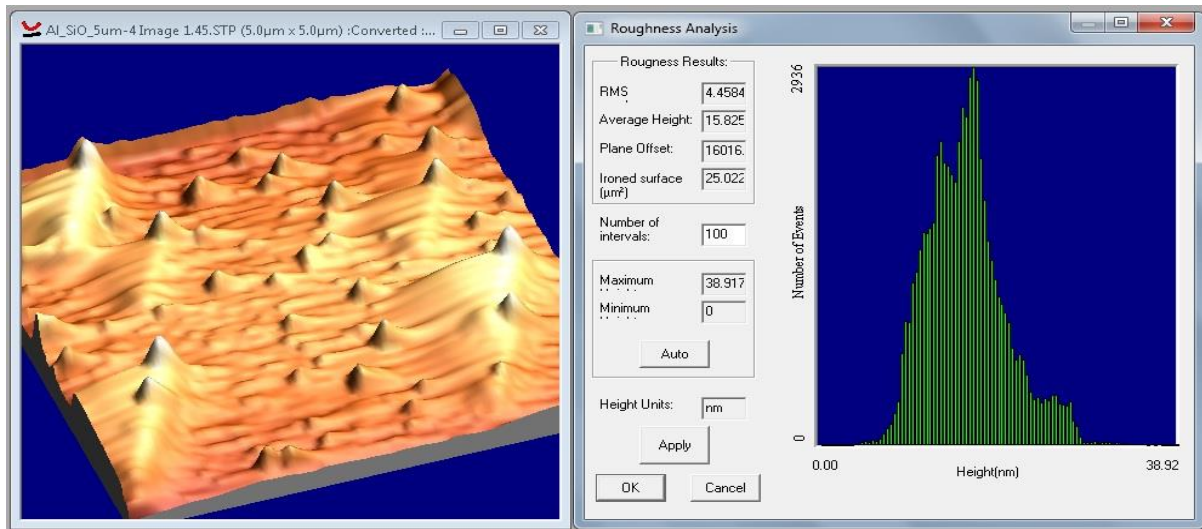 Al_SiO_5um-4 Image 1.45.STP (5.0µm x 5.0µm) :Converted :...
Roughness Analysis
Rougness Results:
RMS
4.4584
Average Height:
15.825
Plane Offset:
16016.
Ironed surface
(µm²)
25.022
Number of
intervals:
100
Maximum
38.917
Minimum
0
Auto
Height Units:
nm
Apply
OK
Cancel
2936
Number of Events
0
0.00
Height(nm)
38.92